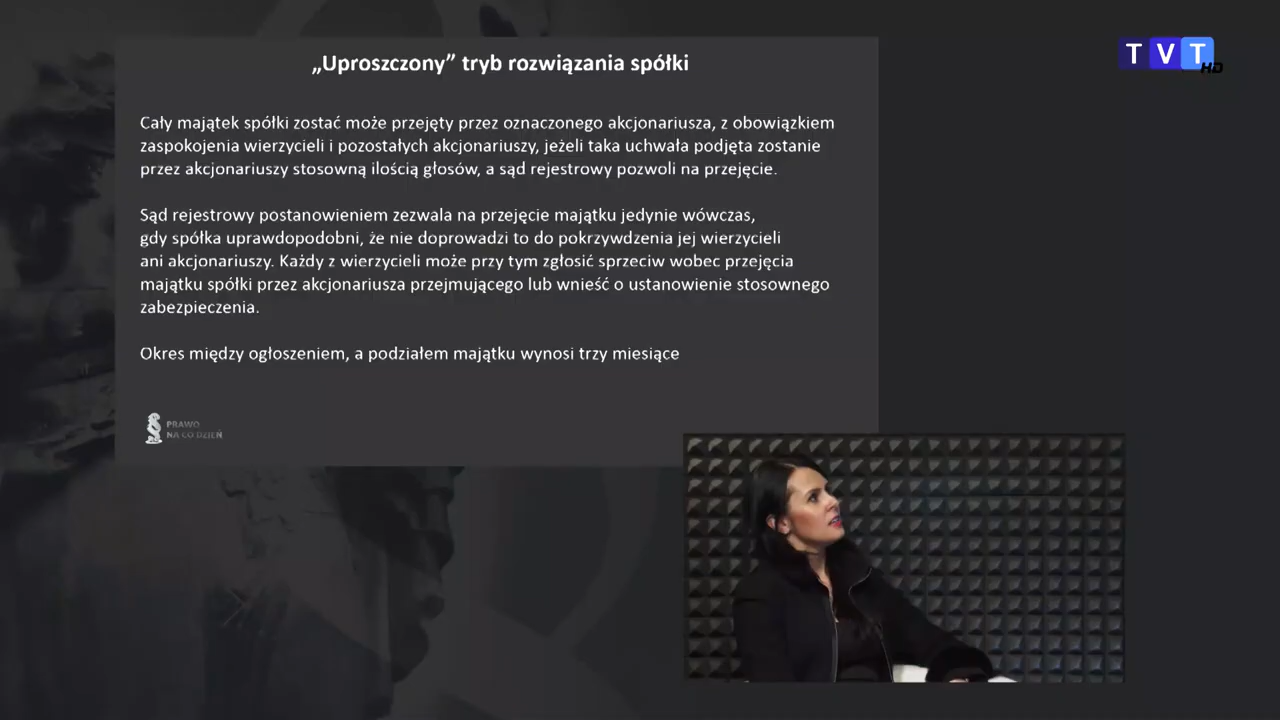 „Uproszczony” tryb rozwiązania spółki
Cały majątek spółki zostać może przejęty przez oznaczonego akcjonariusza, z obowiązkiem
zaspokojenia wierzycieli i pozostałych akcjonariuszy, jeżeli taka uchwała podjęta zostanie
przez akcjonariuszy stosowną ilością głosów, a sąd rejestrowy pozwoli na przejęcie.
Sąd rejestrowy postanowieniem zezwala na przejęcie majątku jedynie wówczas,
gdy spółka uprawdopodobni, że nie doprowadzi to do pokrzywdzenia jej wierzycieli
ani akcjonariuszy. Każdy z wierzycieli może przy tym zgłosić sprzeciw wobec przejęcia
majątku spółki przez akcjonariusza przejmującego lub wnieść o ustanowienie stosownego
zabezpieczenia.
Okres między ogłoszeniem, a podziałem majątku wynosi trzy miesiące
PRAWO
NA CO DZIEŃ
TVT
HD